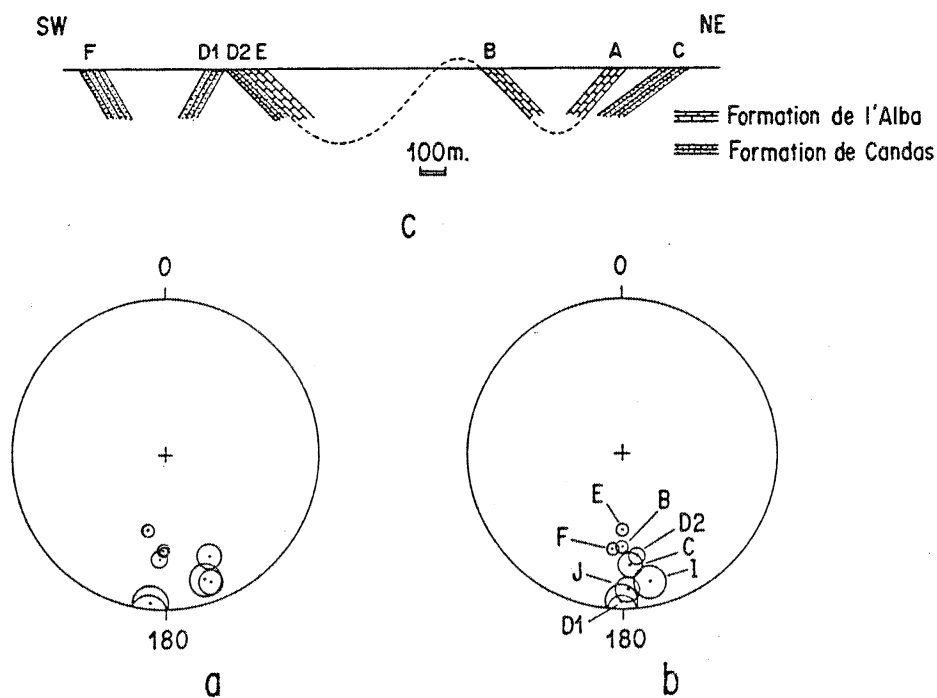 SW NE
F D1 D2 E B A C
Formation de l'Alba
Formation de Candas
100m.
C
0 0
E B
D2
F C
J I
D1
180 180
a b